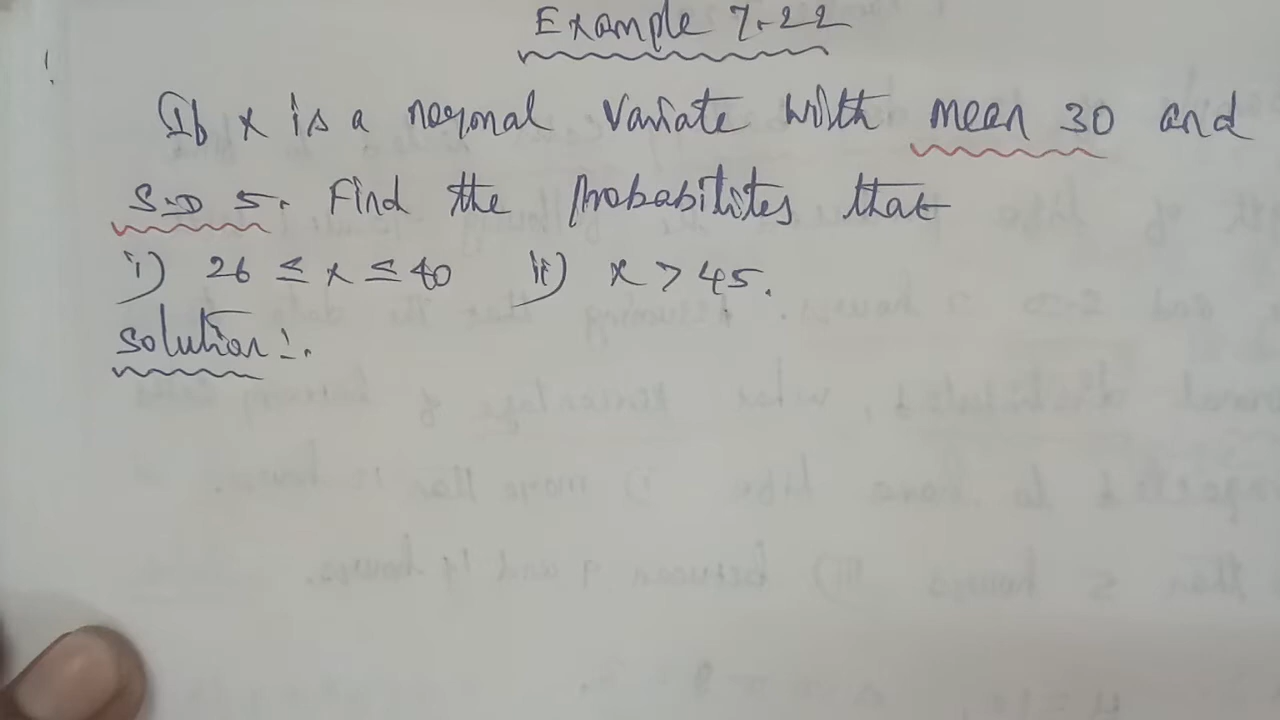 Example 7.22
If x is a normal variate with mean 30 and
S.D 5. Find the probabilities that
i) 26 ≤ x ≤ 40 ii) x > 45.
Solution :.